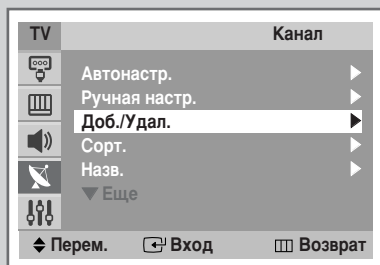 TV Канал
Автонастр.
Ручная настр.
Доб./Удал.
Сорт.
Назв.
Еще
Перем. Вход Возврат